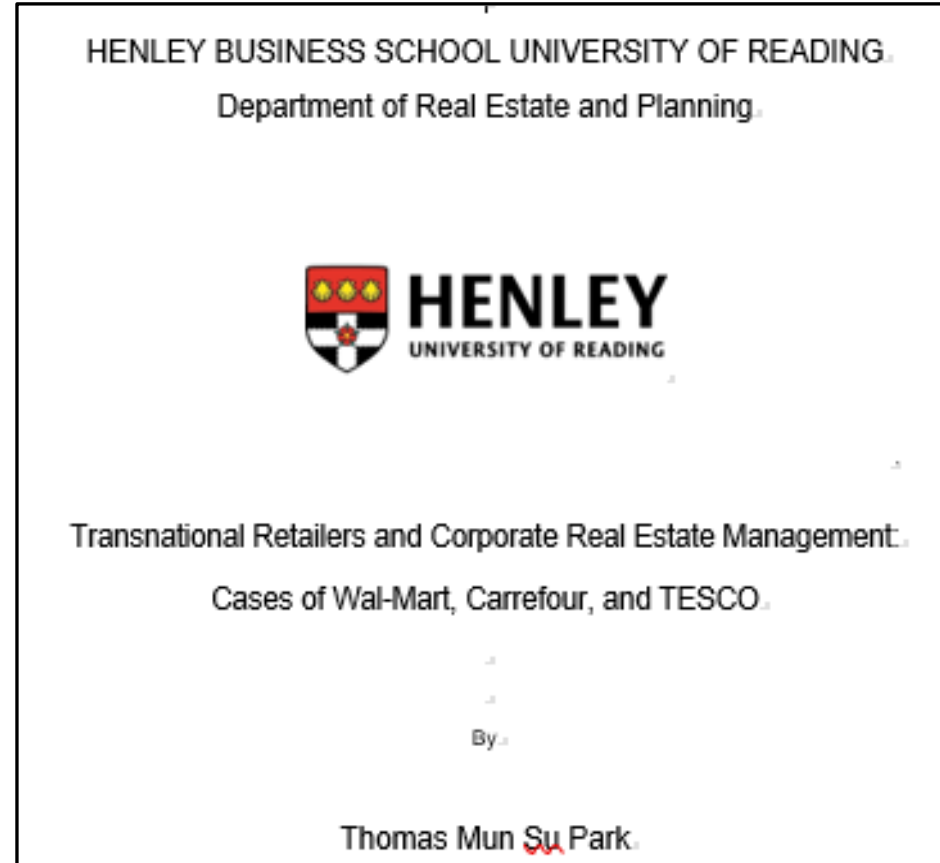 HENLEY BUSINESS SCHOOL UNIVERSITY OF READING
Department of Real Estate and Planning
HENLEY
UNIVERSITY OF READING
Transnational Retailers and Corporate Real Estate Management:
Cases of Wal-Mart, Carrefour, and TESCO
By
Thomas Mun Su Park